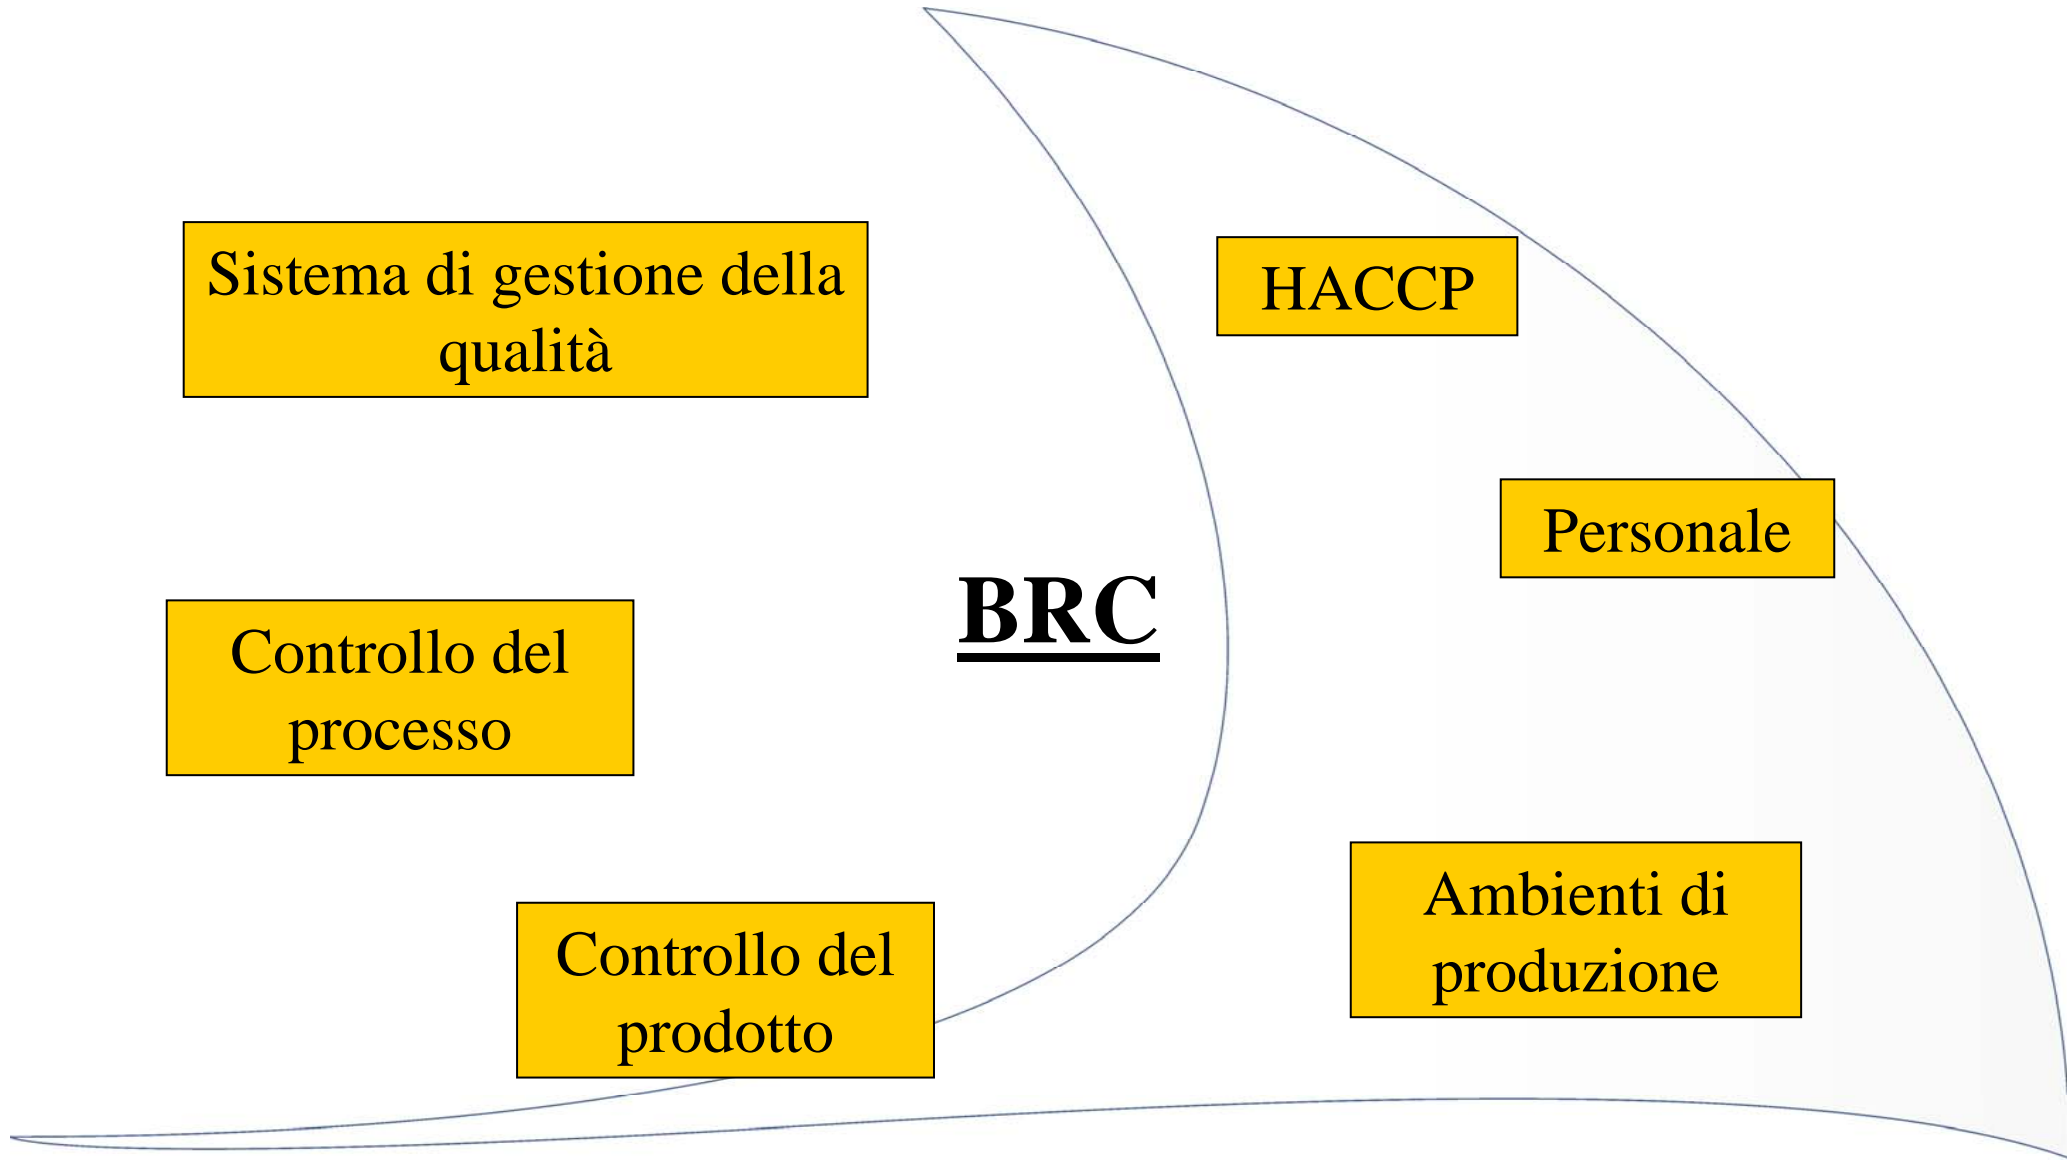 Sistema di gestione della
qualità
HACCP
Personale
BRC
Controllo del
processo
Ambienti di
produzione
Controllo del
prodotto